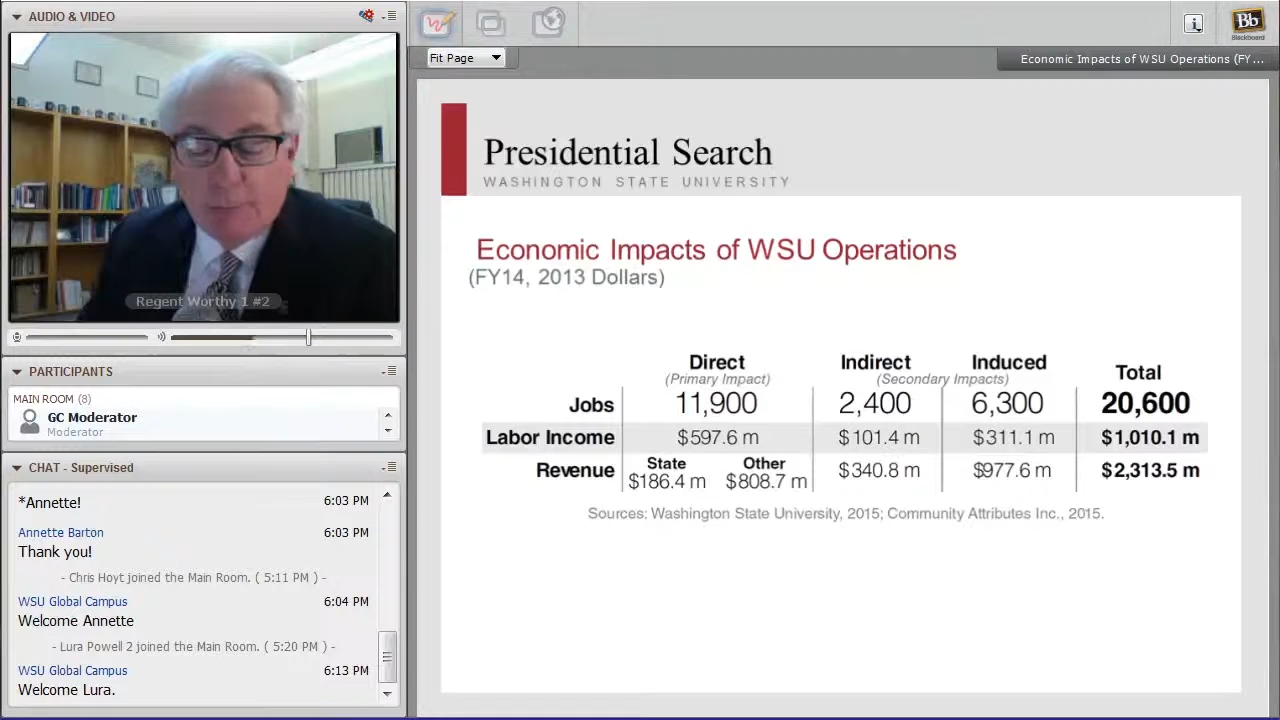 AUDIO & VIDEO
Regent Worthy 1 #2
PARTICIPANTS
MAIN ROOM (8)
GC Moderator
Moderator
CHAT - Supervised
*Annette! 6:03 PM
Annette Barton 6:03 PM
Thank you!
- Chris Hoyt joined the Main Room. ( 5:11 PM ) -
WSU Global Campus 6:04 PM
Welcome Annette
- Lura Powell 2 joined the Main Room. ( 5:20 PM ) -
WSU Global Campus 6:13 PM
Welcome Lura.
Bb
Blackboard
Fit Page
Economic Impacts of WSU Operations (FY...
Presidential Search
WASHINGTON STATE UNIVERSITY
Economic Impacts of WSU Operations
(FY14, 2013 Dollars)
Direct Indirect Induced Total
(Primary Impact) (Secondary Impacts)
Jobs 11,900 2,400 6,300 20,600
Labor Income $597.6 m $101.4 m $311.1 m $1,010.1 m
State Other
Revenue $186.4 m $808.7 m $340.8 m $977.6 m $2,313.5 m
Sources: Washington State University, 2015; Community Attributes Inc., 2015.